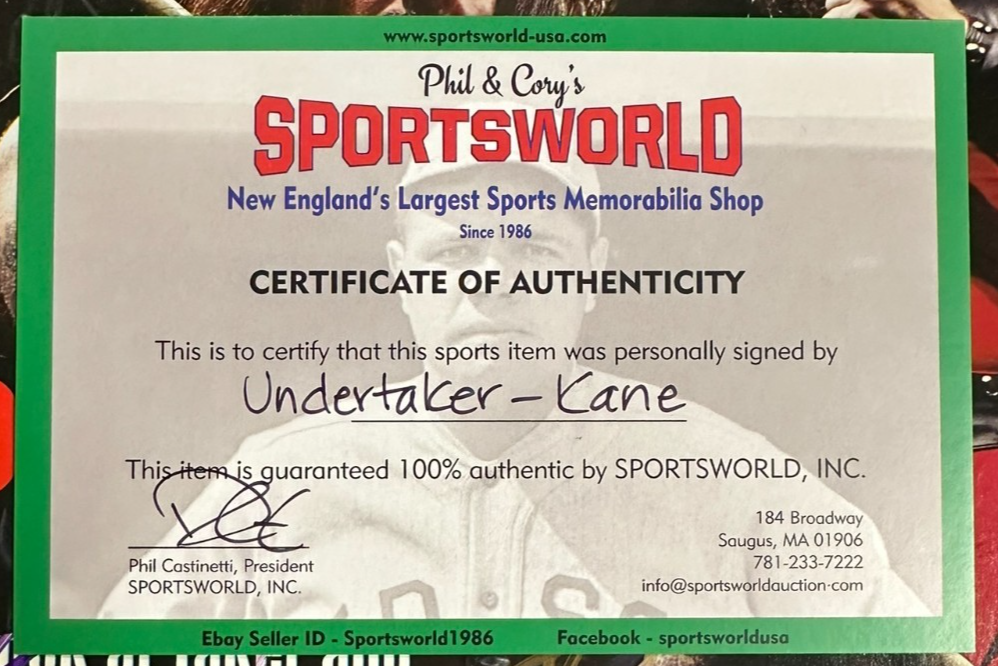 www.sportsworld-usa.com
Phil & Cory's
SPORTSWORLD
New England's Largest Sports Memorabilia Shop
Since 1986
CERTIFICATE OF AUTHENTICITY
This is to certify that this sports item was personally signed by
Undertaker - Kane
This item is guaranteed 100% authentic by SPORTSWORLD, INC.
Phil Castinetti, President
SPORTSWORLD, INC.
184 Broadway
Saugus, MA 01906
781-233-7222
info@sportsworldauction·com
Ebay Seller ID - Sportsworld1986 Facebook - sportsworldusa